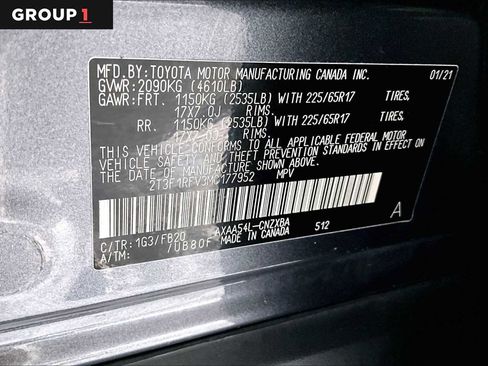 GROUP 1
MFD.BY:TOYOTA MOTOR MANUFACTURING CANADA INC. 01/21
GVWR:2090KG (4610LB)
GAWR:FRT. 1150KG (2535LB) WITH 225/65R17 TIRES,
17X7.0J RIMS,
RR. 1150KG (2535LB) WITH 225/65R17 TIRES,
RIMS,
THIS VEHICLE CONFORMS TO ALL APPLICABLE FEDERAL MOTOR
VEHICLE SAFETY AND THEFT PREVENTION STANDARDS
IN EFFECT ON THE DATE OF MANUFACTURE SHOWN ABOVE.
MPV
C/TR:1G3/FB20 AXAA54L-CNZXBA A
A/TM: /UB80F MADE IN CANADA 512